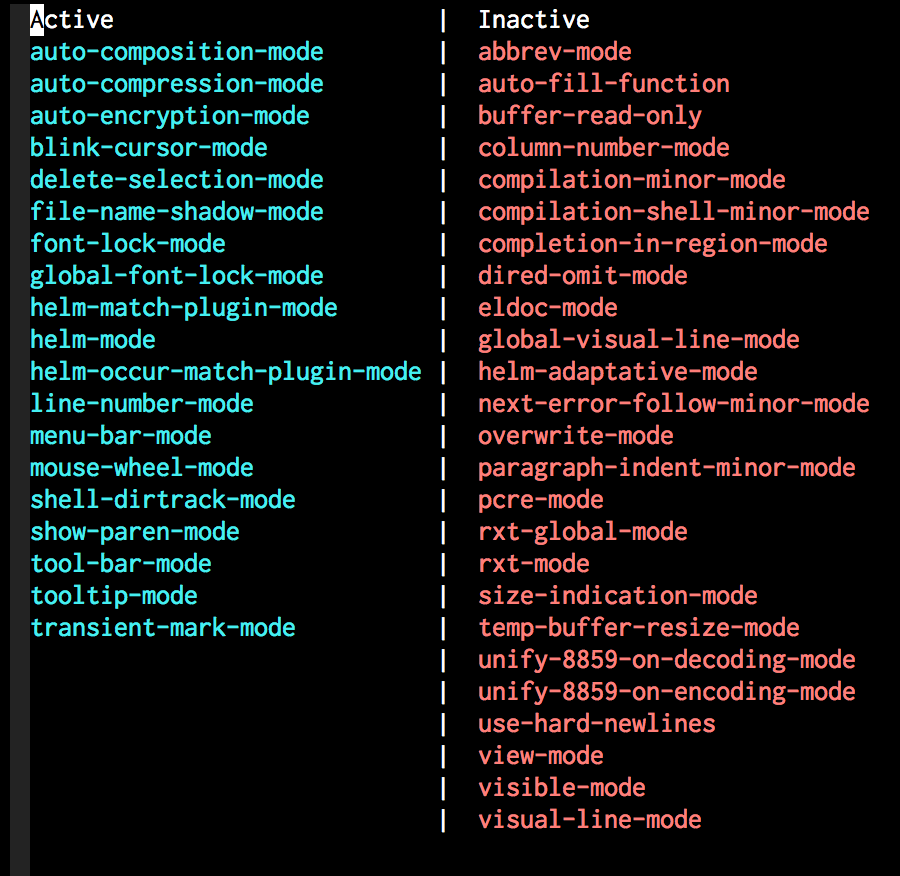 Active | Inactive
auto-composition-mode | abbrev-mode
auto-compression-mode | auto-fill-function
auto-encryption-mode | buffer-read-only
blink-cursor-mode | column-number-mode
delete-selection-mode | compilation-minor-mode
file-name-shadow-mode | compilation-shell-minor-mode
font-lock-mode | completion-in-region-mode
global-font-lock-mode | dired-omit-mode
helm-match-plugin-mode | eldoc-mode
helm-mode | global-visual-line-mode
helm-occur-match-plugin-mode | helm-adaptative-mode
line-number-mode | next-error-follow-minor-mode
menu-bar-mode | overwrite-mode
mouse-wheel-mode | paragraph-indent-minor-mode
shell-dirtrack-mode | pcre-mode
show-paren-mode | rxt-global-mode
tool-bar-mode | rxt-mode
tooltip-mode | size-indication-mode
transient-mark-mode | temp-buffer-resize-mode
| unify-8859-on-decoding-mode
| unify-8859-on-encoding-mode
| use-hard-newlines
| view-mode
| visible-mode
| visual-line-mode